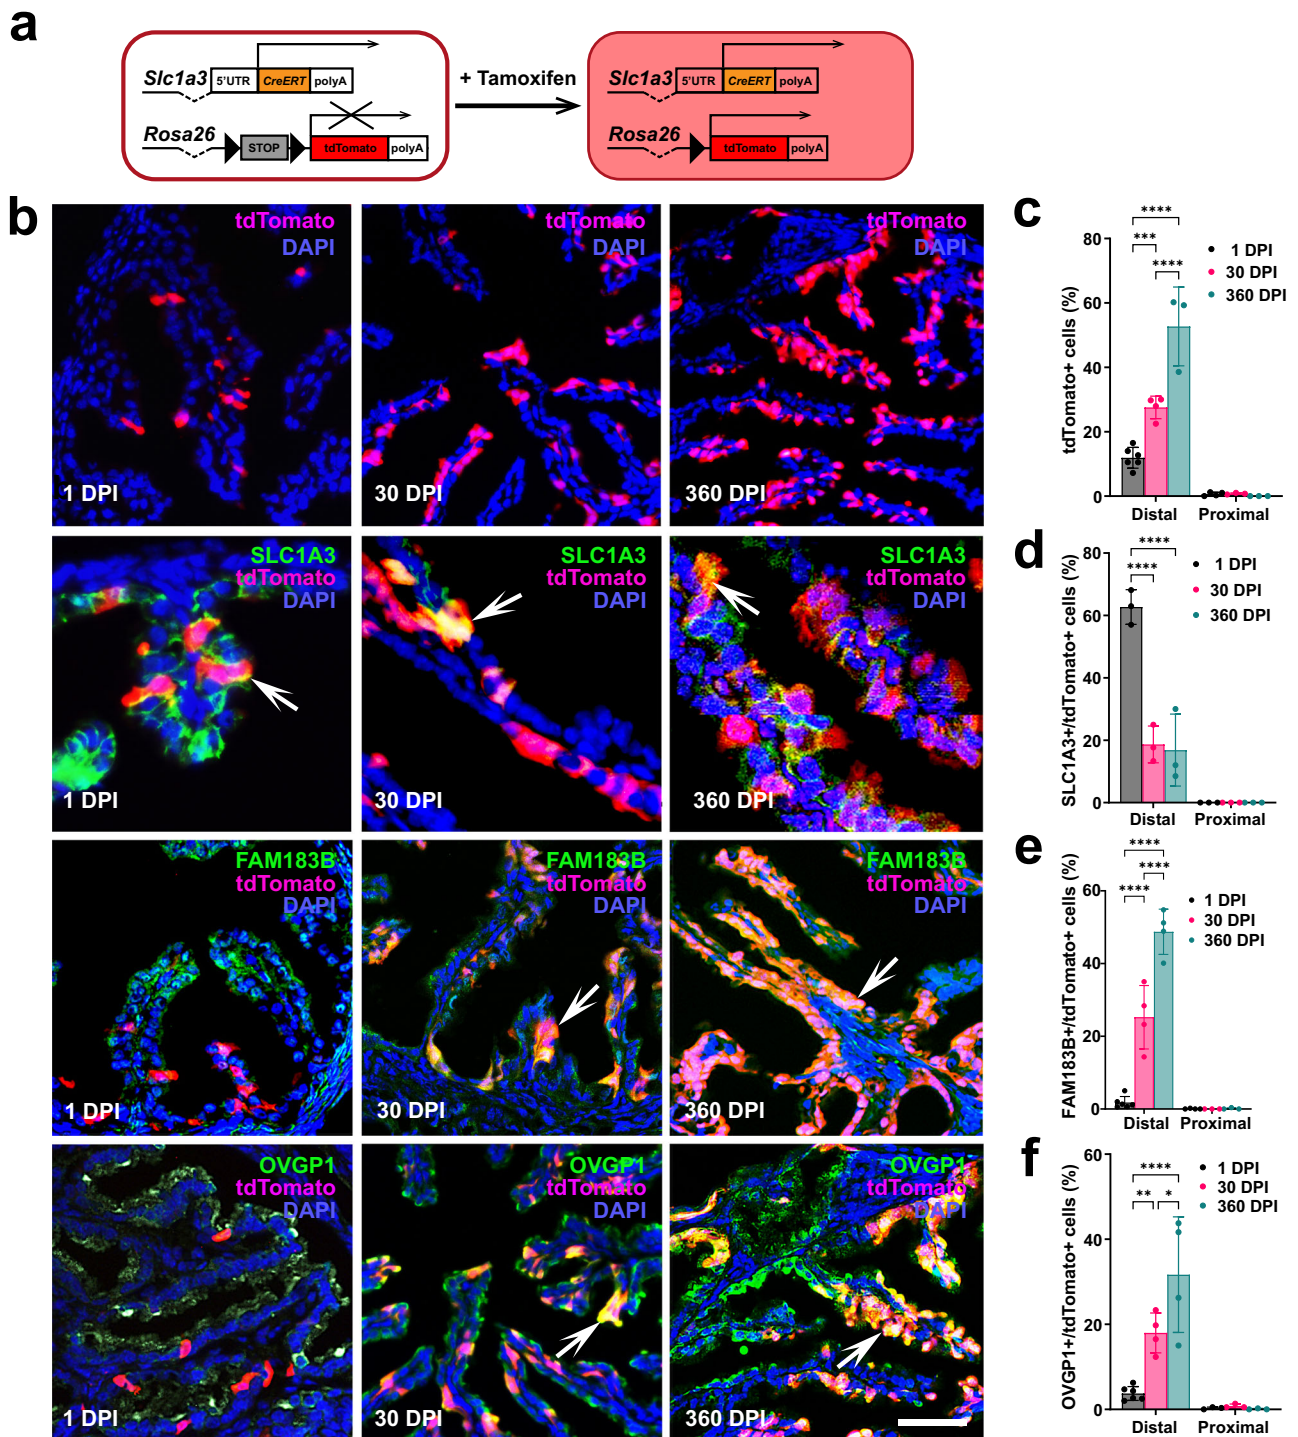 a
Slc1a3
5'UTR
CreERT
polyA
Rosa26
STOP
tdTomato
polyA
+ Tamoxifen
Slc1a3
5'UTR
CreERT
polyA
Rosa26
tdTomato
polyA
b
tdTomato
DAPI
1 DPI
tdTomato
DAPI
30 DPI
tdTomato
DAPI
360 DPI
SLC1A3
tdTomato
DAPI
1 DPI
SLC1A3
tdTomato
DAPI
30 DPI
SLC1A3
tdTomato
DAPI
360 DPI
FAM183B
tdTomato
DAPI
1 DPI
FAM183B
tdTomato
DAPI
30 DPI
FAM183B
tdTomato
DAPI
360 DPI
OVGP1
tdTomato
DAPI
1 DPI
OVGP1
tdTomato
DAPI
30 DPI
OVGP1
tdTomato
DAPI
360 DPI
c
tdTomato+ cells (%)
80
60
40
20
0
****
***
****
1 DPI
30 DPI
360 DPI
Distal
Proximal
d
SLC1A3+/tdTomato+ cells (%)
80
60
40
20
0
****
****
1 DPI
30 DPI
360 DPI
Distal
Proximal
e
FAM183B+/tdTomato+ cells (%)
60
40
20
0
****
****
****
1 DPI
30 DPI
360 DPI
Distal
Proximal
f
OVGP1+/tdTomato+ cells (%)
60
40
20
0
****
**
*
1 DPI
30 DPI
360 DPI
Distal
Proximal